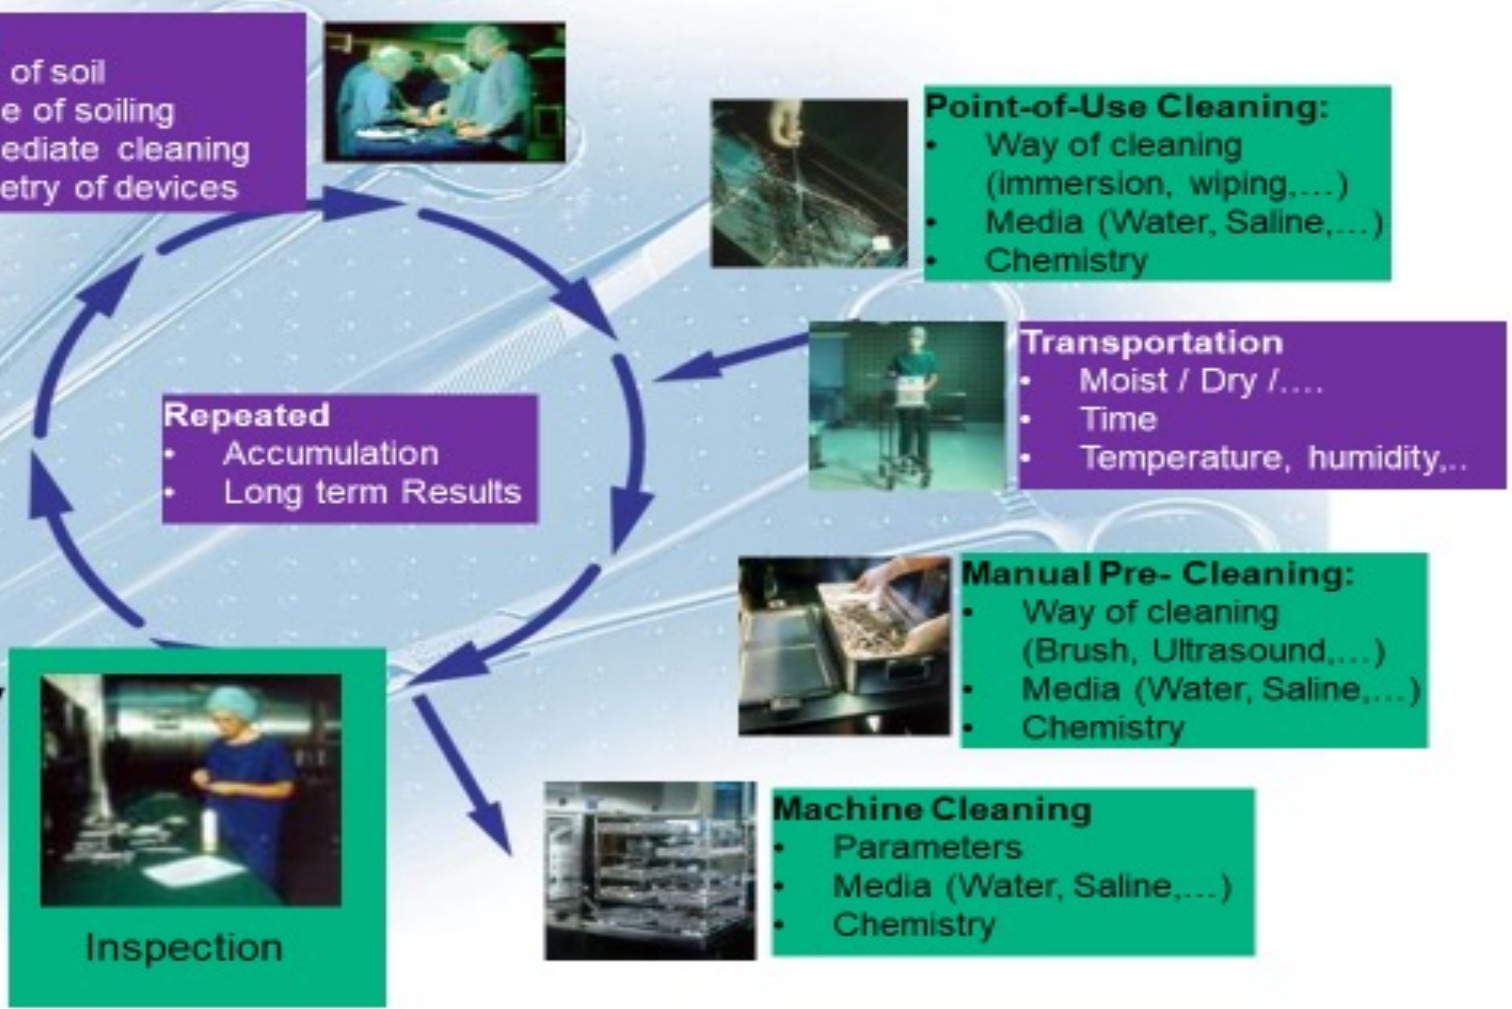 of soil
e of soiling
ediate cleaning
etry of devices
Point-of-Use Cleaning:
• Way of cleaning
(immersion, wiping,...)
• Media (Water, Saline,...)
• Chemistry
Transportation
• Moist / Dry /....
• Time
• Temperature, humidity,..
Repeated
• Accumulation
• Long term Results
Manual Pre- Cleaning:
• Way of cleaning
(Brush, Ultrasound,...)
• Media (Water, Saline,...)
• Chemistry
Machine Cleaning
• Parameters
• Media (Water, Saline,...)
• Chemistry
Inspection